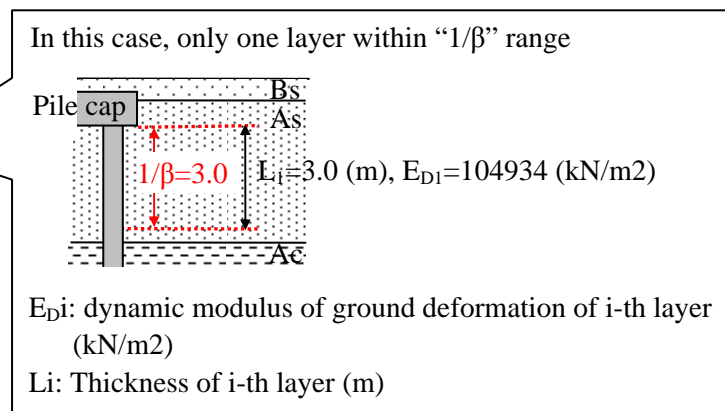 In this case, only one layer within “1/β” range
Bs
Pile cap
As
1/β=3.0
L1=3.0 (m), ED1=104934 (kN/m2)
Ac
EDi: dynamic modulus of ground deformation of i-th layer
(kN/m2)
Li: Thickness of i-th layer (m)